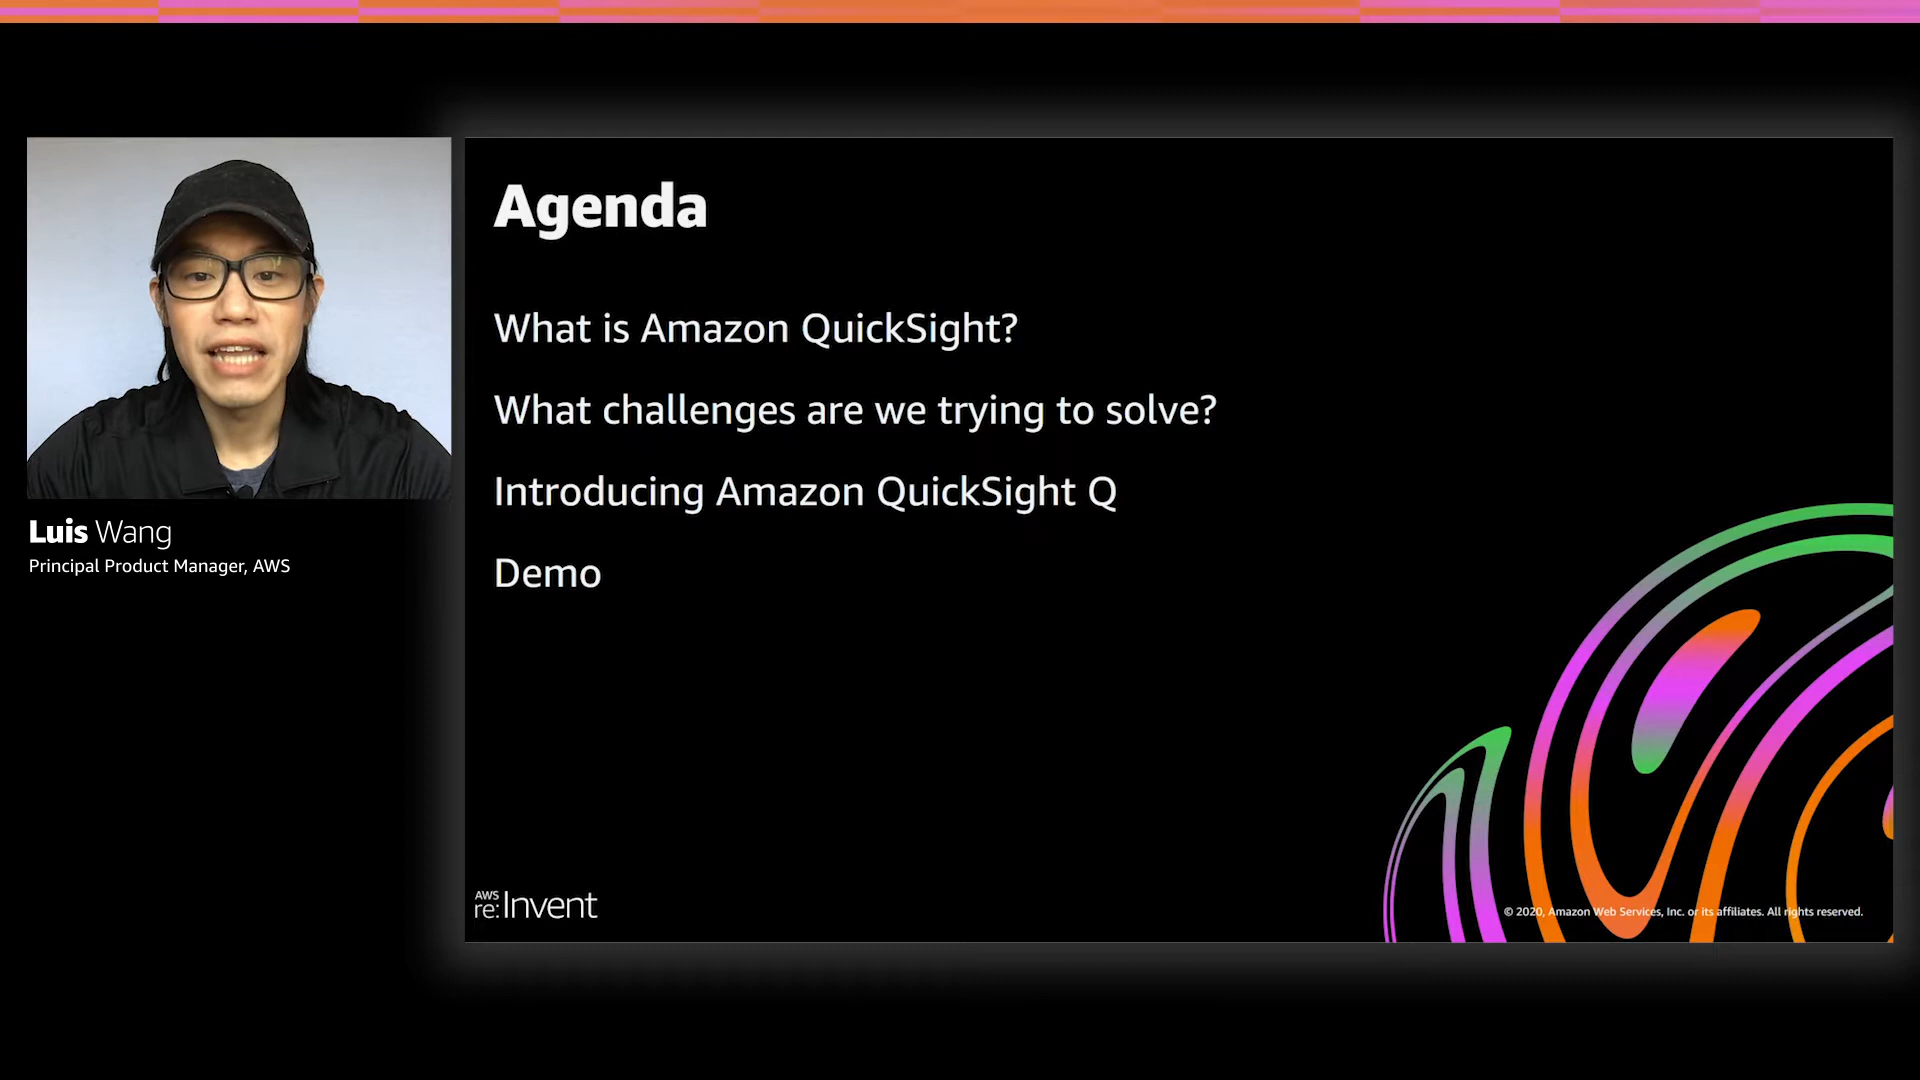 Luis Wang
Principal Product Manager, AWS
Agenda
What is Amazon QuickSight?
What challenges are we trying to solve?
Introducing Amazon QuickSight Q
Demo
AWS
re:Invent
© 2020, Amazon Web Services, Inc. or its affiliates. All rights reserved.